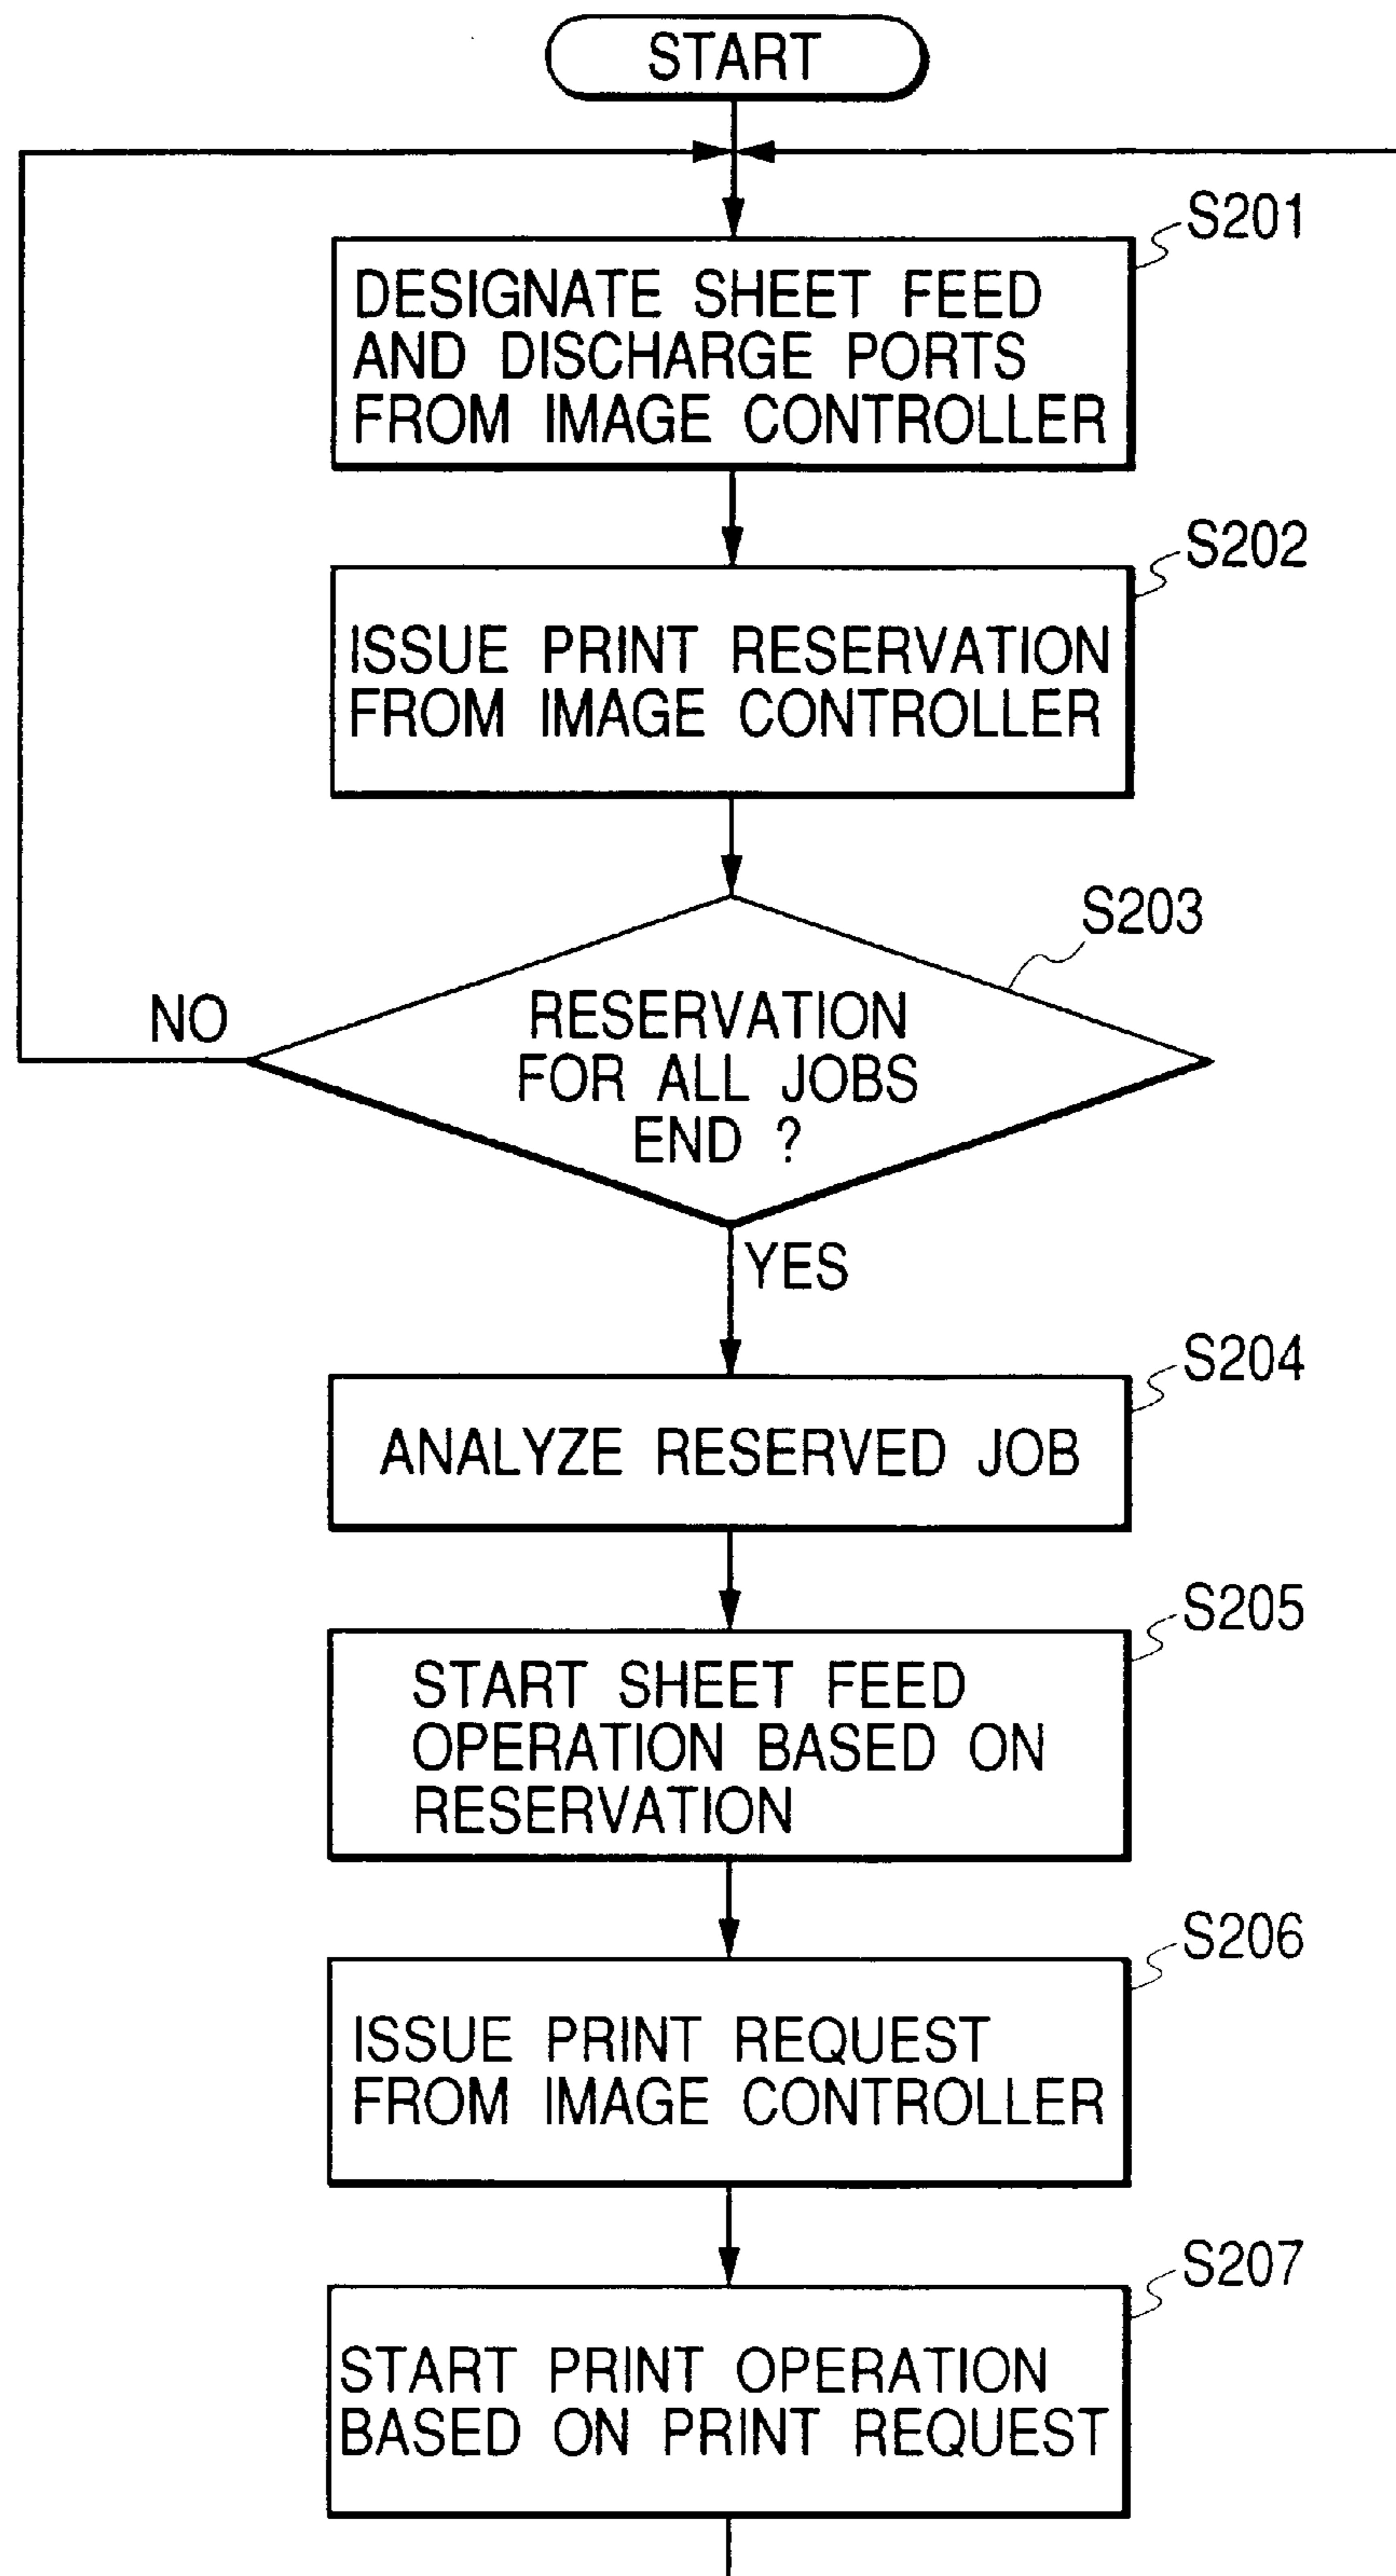 START
S201
DESIGNATE SHEET FEED
AND DISCHARGE PORTS
FROM IMAGE CONTROLLER
S202
ISSUE PRINT RESERVATION
FROM IMAGE CONTROLLER
S203
RESERVATION
FOR ALL JOBS
END ?
NO
YES
S204
ANALYZE RESERVED JOB
S205
START SHEET FEED
OPERATION BASED ON
RESERVATION
S206
ISSUE PRINT REQUEST
FROM IMAGE CONTROLLER
S207
START PRINT OPERATION
BASED ON PRINT REQUEST